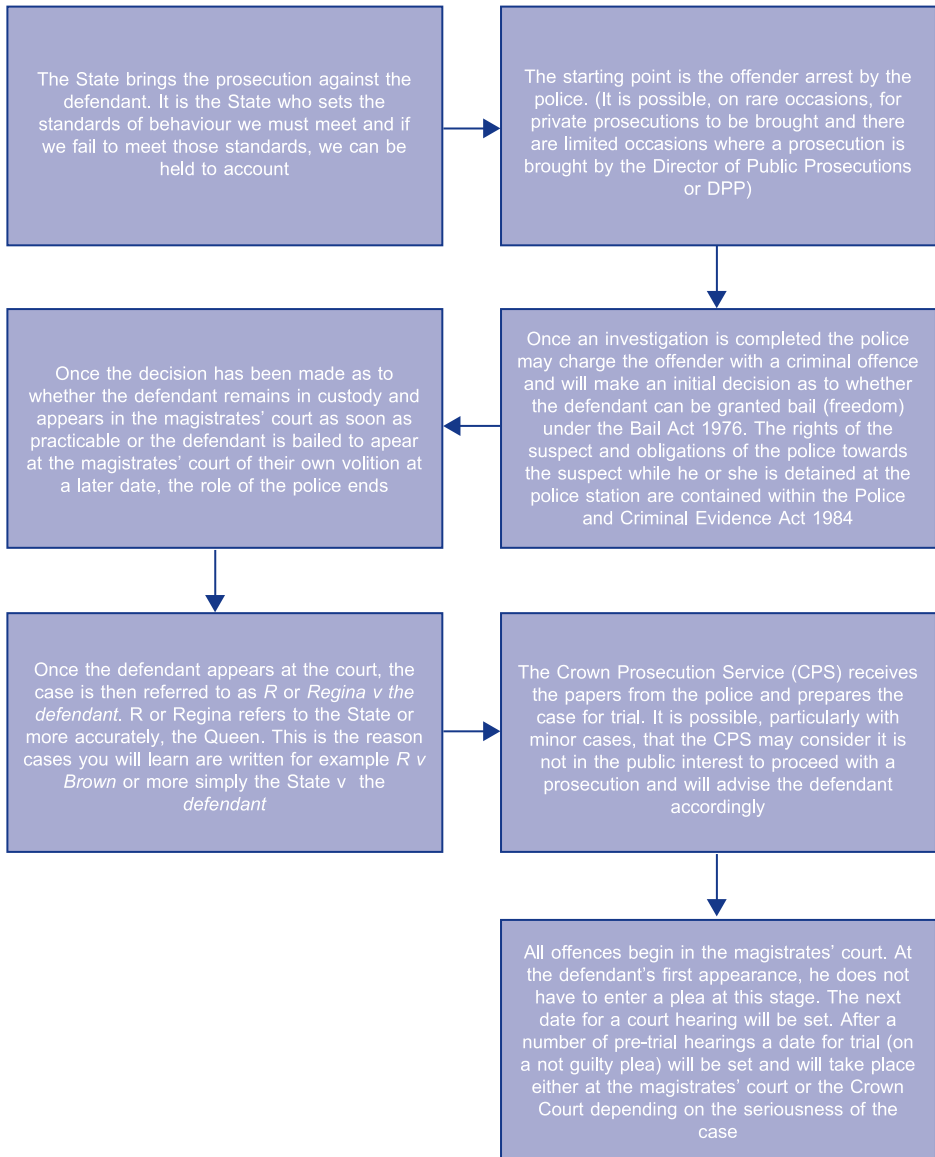 The State brings the prosecution against the
defendant. It is the State who sets the
standards of behaviour we must meet and if
we fail to meet those standards, we can be
held to account
The starting point is the offender arrest by the
police. (It is possible, on rare occasions, for
private prosecutions to be brought and there
are limited occasions where a prosecution is
brought by the Director of Public Prosecutions
or DPP)
Once an investigation is completed the police
may charge the offender with a criminal offence
and will make an initial decision as to whether
the defendant can be granted bail (freedom)
under the Bail Act 1976. The rights of the
suspect and obligations of the police towards
the suspect while he or she is detained at the
police station are contained within the Police
and Criminal Evidence Act 1984
Once the decision has been made as to
whether the defendant remains in custody and
appears in the magistrates' court as soon as
practicable or the defendant is bailed to apear
at the magistrates' court of their own volition at
a later date, the role of the police ends
Once the defendant appears at the court, the
case is then referred to as R or Regina v the
defendant. R or Regina refers to the State or
more accurately, the Queen. This is the reason
cases you will learn are written for example R v
Brown or more simply the State v the
defendant
The Crown Prosecution Service (CPS) receives
the papers from the police and prepares the
case for trial. It is possible, particularly with
minor cases, that the CPS may consider it is
not in the public interest to proceed with a
prosecution and will advise the defendant
accordingly
All offences begin in the magistrates' court. At
the defendant's first appearance, he does not
have to enter a plea at this stage. The next
date for a court hearing will be set. After a
number of pre-trial hearings a date for trial (on
a not guilty plea) will be set and will take place
either at the magistrates' court or the Crown
Court depending on the seriousness of the
case